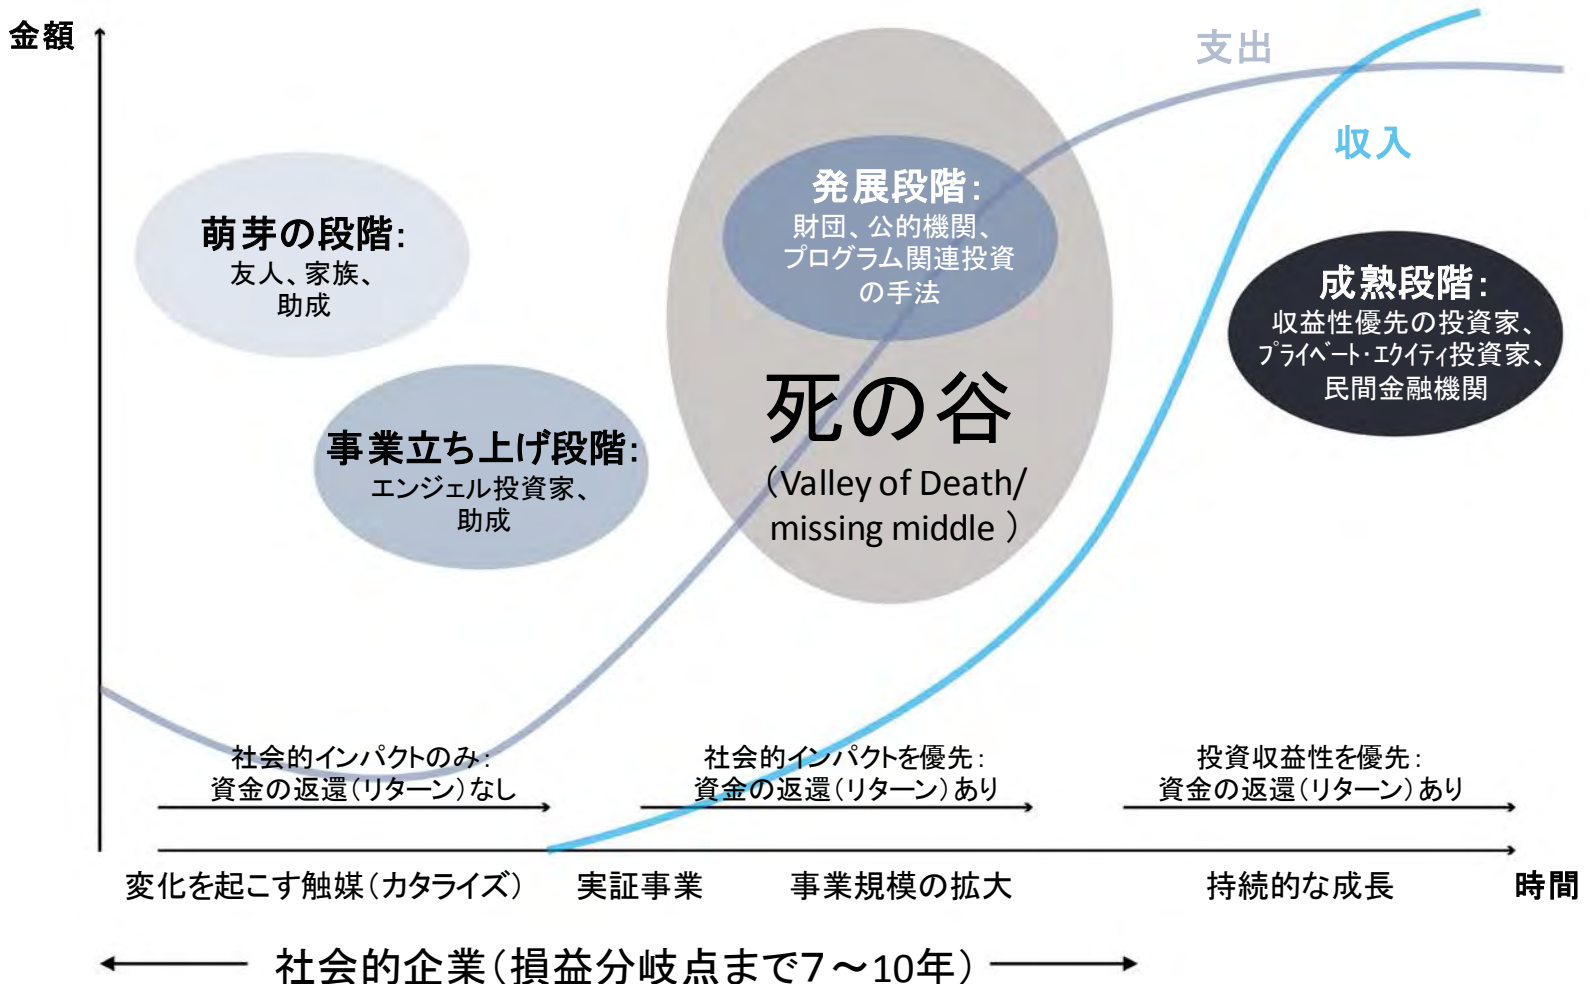 金額
支出
収入
萌芽の段階：
友人、家族、
助成
発展段階：
財団、公的機関、
プログラム関連投資
の手法
成熟段階：
収益性優先の投資家、
プライベート・エクイティ投資家、
民間金融機関
事業立ち上げ段階：
エンジェル投資家、
助成
死の谷
（Valley of Death/
missing middle ）
社会的インパクトのみ：
資金の返還（リターン）なし
社会的インパクトを優先：
資金の返還（リターン）あり
投資収益性を優先：
資金の返還（リターン）あり
変化を起こす触媒（カタライズ）
実証事業
事業規模の拡大
持続的な成長
時間
社会的企業（損益分岐点まで7～10年）